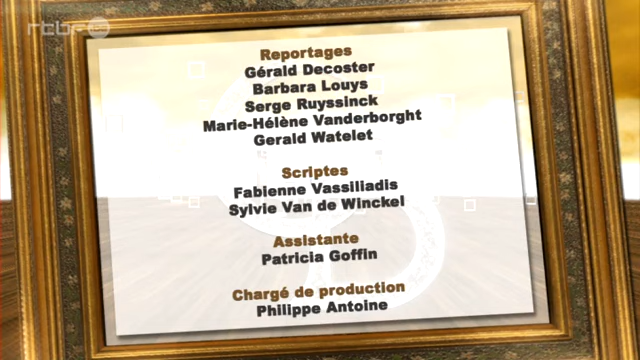 rtbf
Reportages
Gérald Decoster
Barbara Louys
Serge Ruyssinck
Marie-Hélène Vanderborght
Gerald Watelet
Scriptes
Fabienne Vassiliadis
Sylvie Van de Winckel
Assistante
Patricia Goffin
Chargé de production
Philippe Antoine